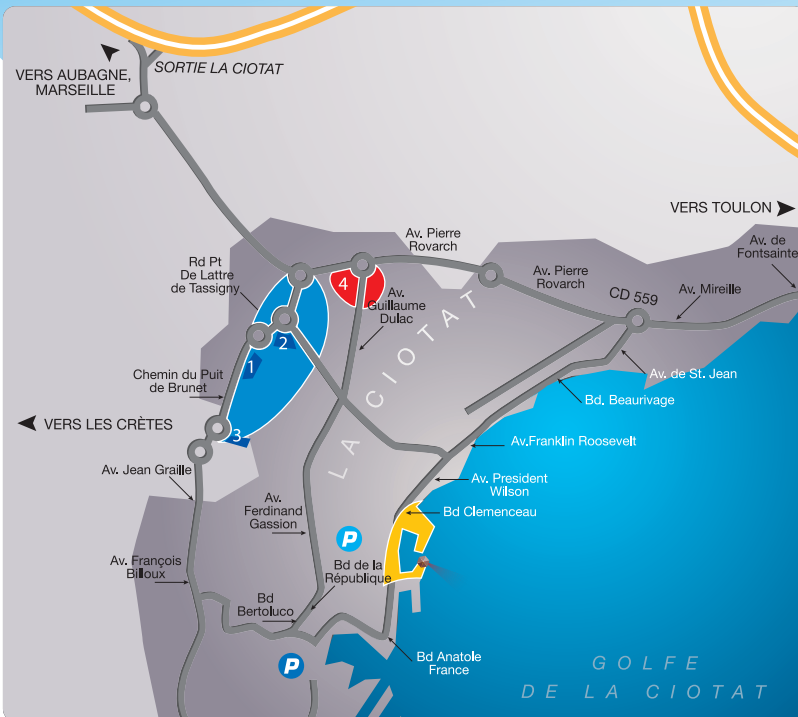 SORTIE LA CIOTAT
VERS AUBAGNE,
MARSEILLE
VERS TOULON
Av. de
Fontsainte
Av. Pierre
Rovarch
Rd Pt
De Lattre
de Tassigny
Av. Pierre
Rovarch
4
Av.
Guillaume
Dulac
CD 559
Av. Mireille
LA CIOTAT
2
1
Chemin du Puit
de Brunet
Av. de St. Jean
Bd. Beaurivage
VERS LES CRÈTES
3
Av.Franklin Roosevelt
Av. Jean Graille
Av. President
Wilson
Av.
Ferdinand
Gassion
Bd Clemenceau
P
Av. François
Billoux
Bd de la
République
Bd
Bertoluco
P
Bd Anatole
France
GOLFE
DE LA CIOTAT